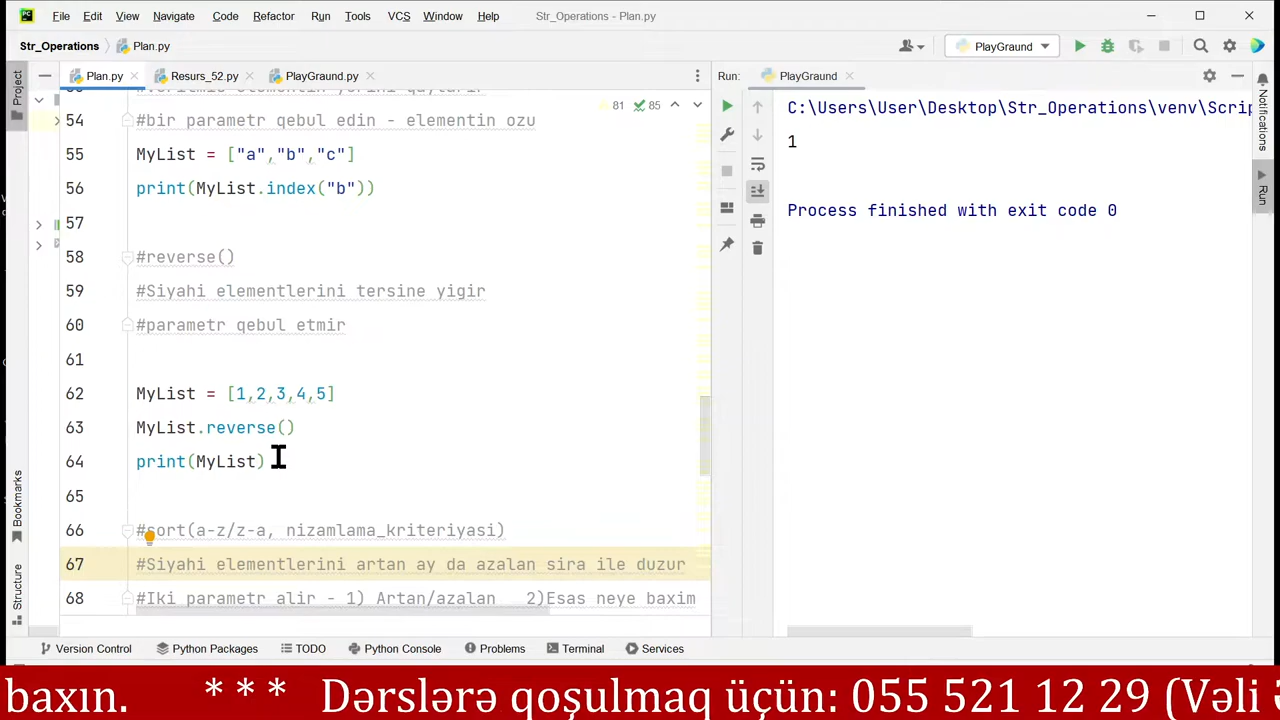 File Edit View Navigate Code Refactor Run Tools VCS Window Help Str_Operations - Plan.py
Str_Operations Plan.py PlayGraund
Project Plan.py Resurs_52.py PlayGraund.py Run: PlayGraund
81 85
54 #bir parametr qebul edin - elementin ozu
55 MyList = ["a","b","c"]
56 print(MyList.index("b"))
57
58 #reverse()
59 #Siyahi elementlerini tersine yigir
60 #parametr qebul etmir
61
62 MyList = [1,2,3,4,5]
63 MyList.reverse()
64 print(MyList)
65
66 #sort(a-z/z-a, nizamlama_kriteriyasi)
67 #Siyahi elementlerini artan ay da azalan sira ile duzur
68 #Iki parametr alir - 1) Artan/azalan 2)Esas neye baxim
C:\Users\User\Desktop\Str_Operations\venv\Scrip
1
Process finished with exit code 0
Notifications
Run
Bookmarks
Structure
Version Control Python Packages TODO Python Console Problems Terminal Services
baxın. * * * Dərslərə qoşulmaq üçün: 055 521 12 29 (Vəli